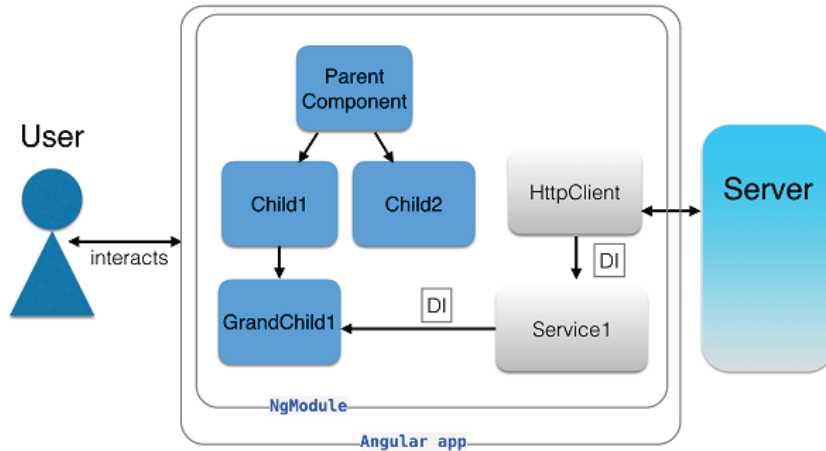 User
interacts
Parent
Component
Child1
Child2
GrandChild1
HttpClient
DI
DI
Service1
Server
NgModule
Angular app